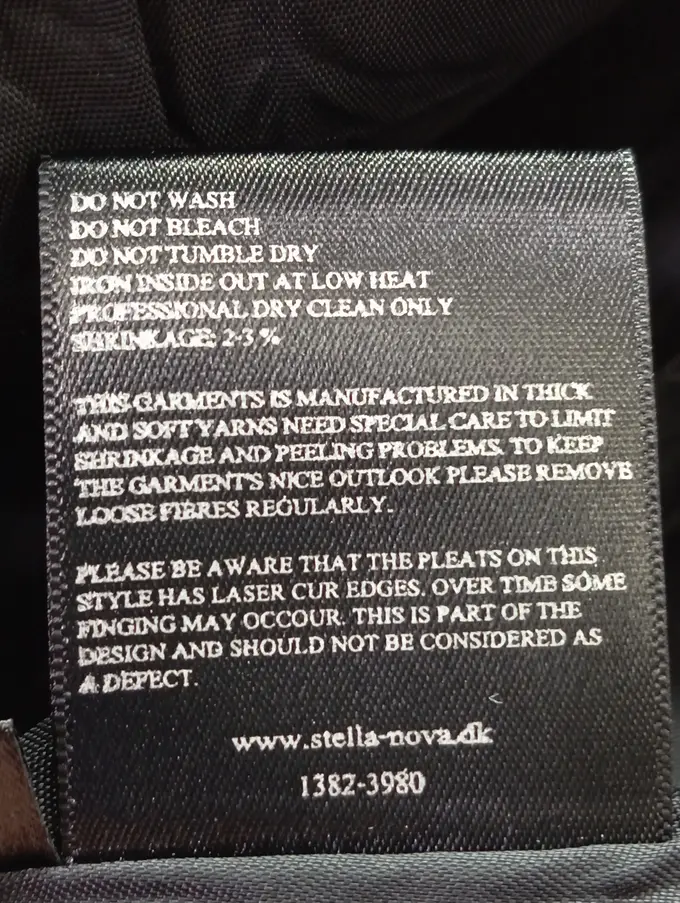 DO NOT WASH
DO NOT BLEACH
DO NOT TUMBLE DRY
IRON INSIDE OUT AT LOW HEAT
PROFESSIONAL DRY CLEAN ONLY
SHRINKAGE: 2-3 %
THIS GARMENTS IS MANUFACTURED IN THICK
AND SOFT YARNS NEED SPECIAL CARE TO LIMIT
SHRINKAGE AND PEELING PROBLEMS. TO KEEP
THE GARMENT'S NICE OUTLOOK PLEASE REMOVE
LOOSE FIBRES REGULARLY.
PLEASE BE AWARE THAT THE PLEATS ON THIS
STYLE HAS LASER CUR EDGES. OVER TIME SOME
FINGING MAY OCCOUR. THIS IS PART OF THE
DESIGN AND SHOULD NOT BE CONSIDERED AS
A DEFECT.
www.stella-nova.dk
1382-3980